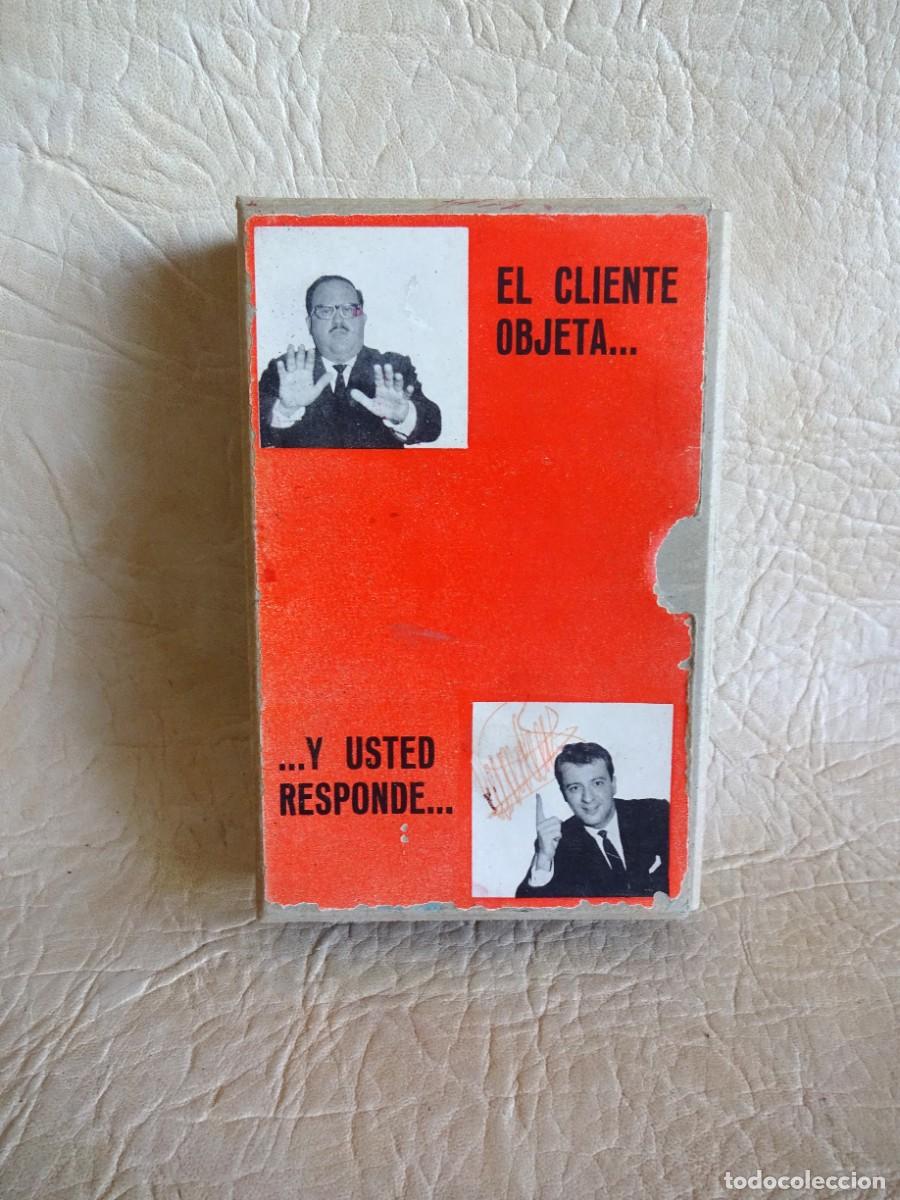 EL CLIENTE
OBJETA...
...Y USTED
RESPONDE...
todocoleccion